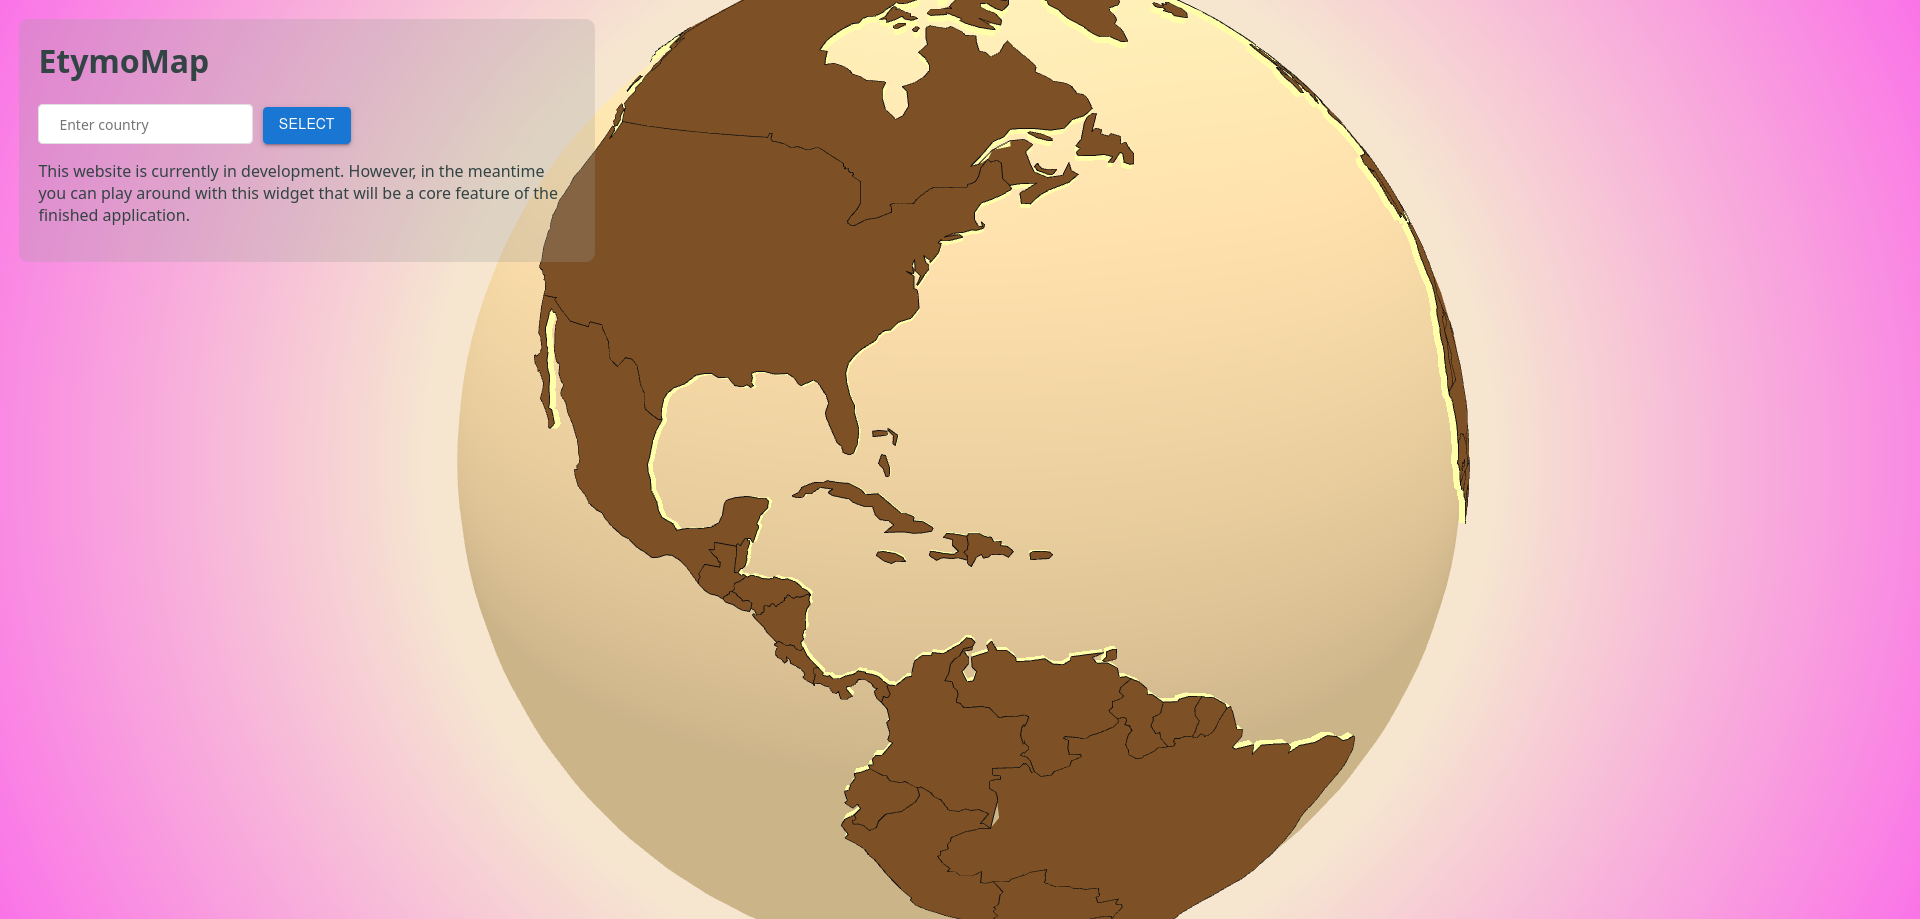 EtymoMap
Enter country
SELECT
This website is currently in development. However, in the meantime
you can play around with this widget that will be a core feature of the
finished application.